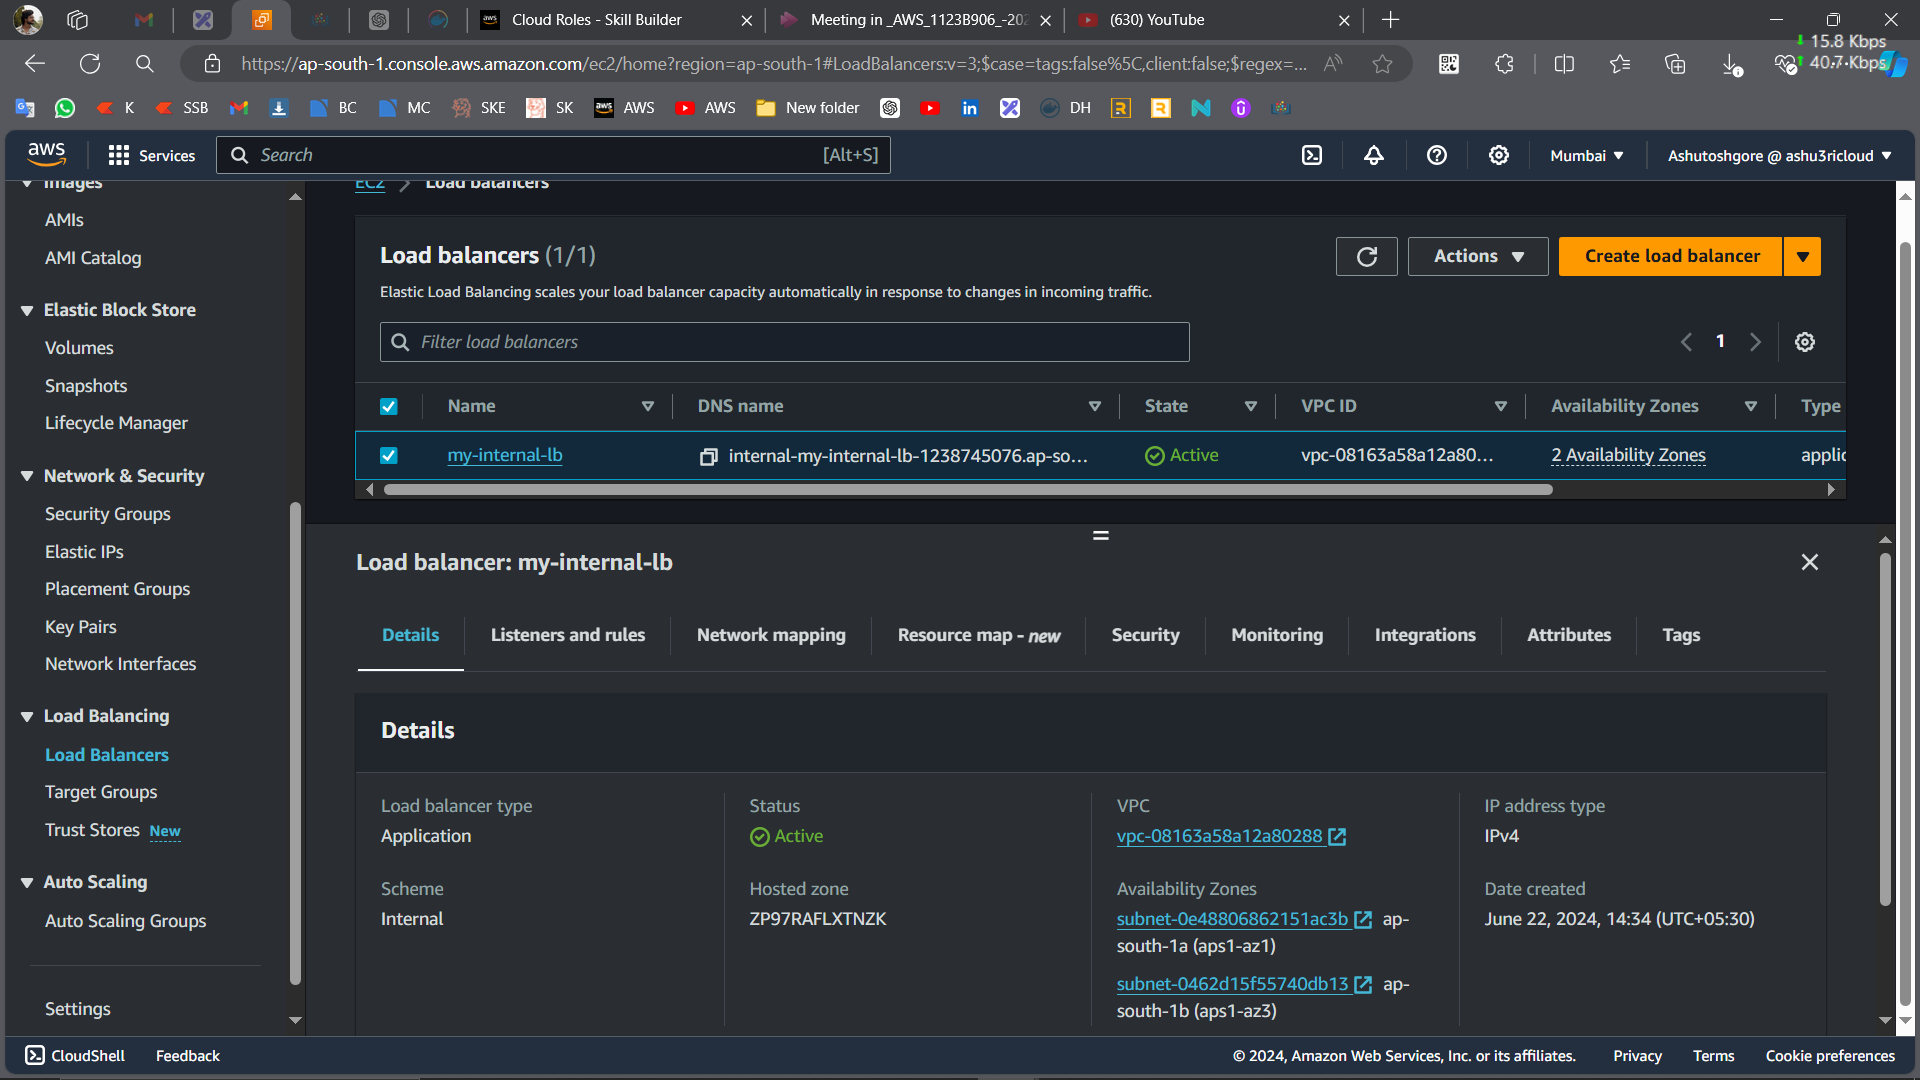 Cloud Roles - Skill Builder
Meeting in _AWS_1123B906_-202
(630) YouTube
15.8 Kbps
40.7 Kbps
https://ap-south-1.console.aws.amazon.com/ec2/home?region=ap-south-1#LoadBalancers:v=3;$case=tags:false%5C,client:false;$regex=...
K
SSB
BC
MC
SKE
SK
aws
AWS
AWS
New folder
DH
aws
Services
Search
[Alt+S]
Mumbai
Ashutoshgore @ ashu3ricloud
Images
AMIs
AMI Catalog
Elastic Block Store
Volumes
Snapshots
Lifecycle Manager
Network & Security
Security Groups
Elastic IPs
Placement Groups
Key Pairs
Network Interfaces
Load Balancing
Load Balancers
Target Groups
Trust Stores New
Auto Scaling
Auto Scaling Groups
Settings
EC2 > Load balancers
Load balancers (1/1)
Actions
Create load balancer
Elastic Load Balancing scales your load balancer capacity automatically in response to changes in incoming traffic.
Filter load balancers
1
Name DNS name State VPC ID Availability Zones Type
my-internal-lb internal-my-internal-lb-1238745076.ap-so... Active vpc-08163a58a12a80... 2 Availability Zones applic
Load balancer: my-internal-lb
Details Listeners and rules Network mapping Resource map - new Security Monitoring Integrations Attributes Tags
Details
Load balancer type
Application
Scheme
Internal
Status
Active
Hosted zone
ZP97RAFLXTNZK
VPC
vpc-08163a58a12a80288
Availability Zones
subnet-0e48806862151ac3b ap-
south-1a (aps1-az1)
subnet-0462d15f55740db13 ap-
south-1b (aps1-az3)
IP address type
IPv4
Date created
June 22, 2024, 14:34 (UTC+05:30)
CloudShell
Feedback
© 2024, Amazon Web Services, Inc. or its affiliates.
Privacy
Terms
Cookie preferences